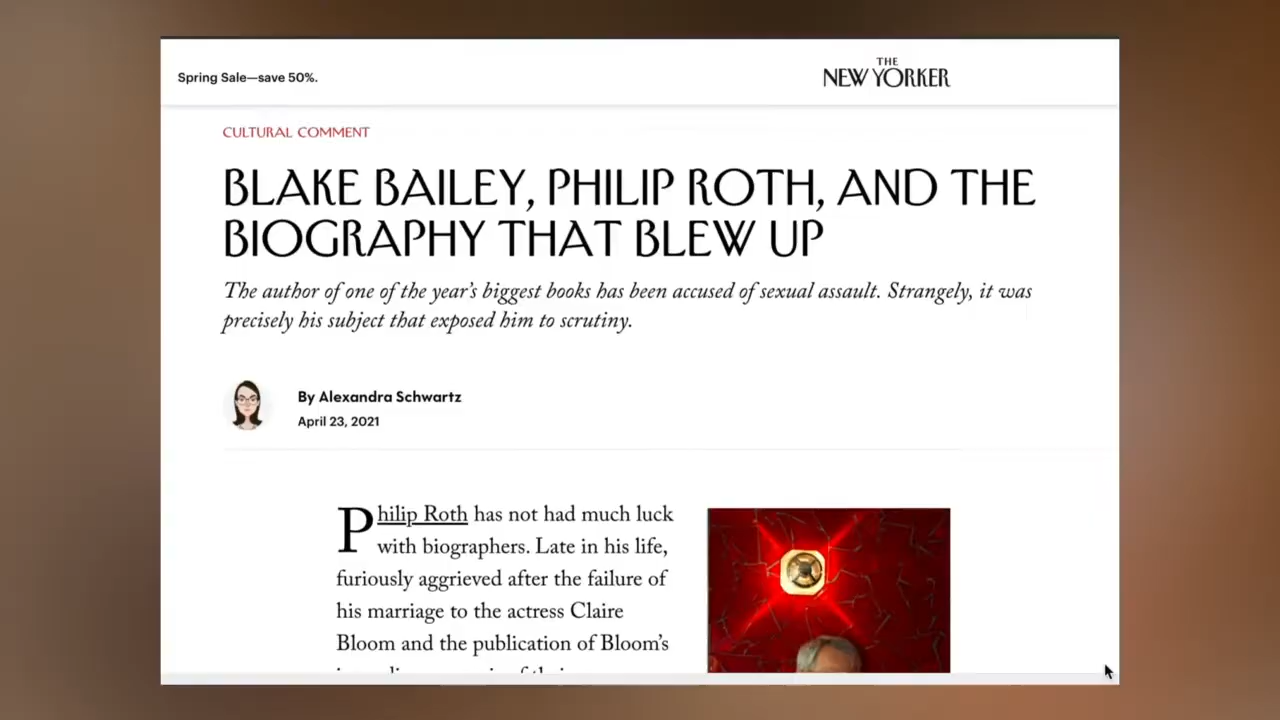 Spring Sale—save 50%.
THE
NEW YORKER
CULTURAL COMMENT
BLAKE BAILEY, PHILIP ROTH, AND THE
BIOGRAPHY THAT BLEW UP
The author of one of the year's biggest books has been accused of sexual assault. Strangely, it was
precisely his subject that exposed him to scrutiny.
By Alexandra Schwartz
April 23, 2021
Philip Roth has not had much luck
with biographers. Late in his life,
furiously aggrieved after the failure of
his marriage to the actress Claire
Bloom and the publication of Bloom's